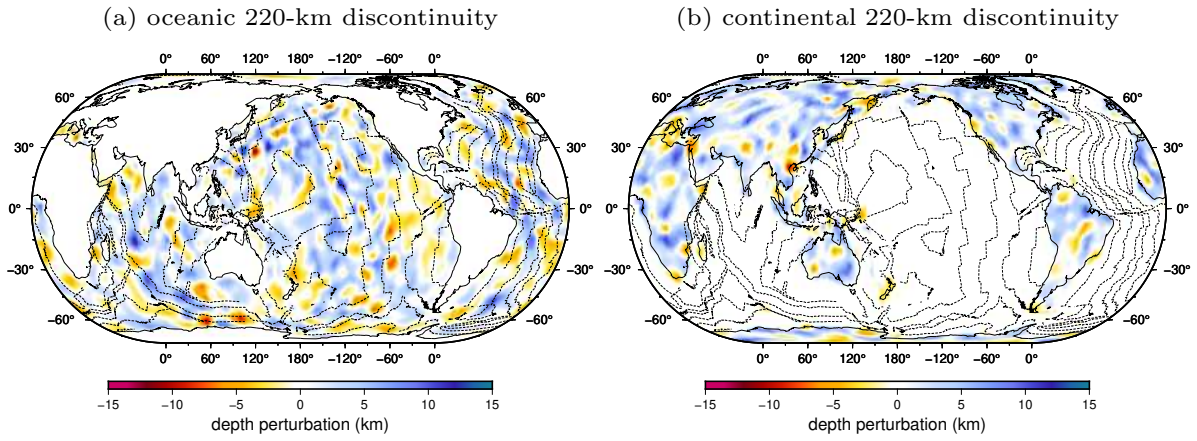 (a) oceanic 220-km discontinuity
0° 60° 120° 180° −120° −60° 0°
60° 60°
30° 30°
0° 0°
−30° −30°
−60° −60°
0° 60° 120° 180° −120° −60° 0°
−15 −10 −5 0 5 10 15
depth perturbation (km)
(b) continental 220-km discontinuity
0° 60° 120° 180° −120° −60° 0°
60° 60°
30° 30°
0° 0°
−30° −30°
−60° −60°
0° 60° 120° 180° −120° −60° 0°
−15 −10 −5 0 5 10 15
depth perturbation (km)